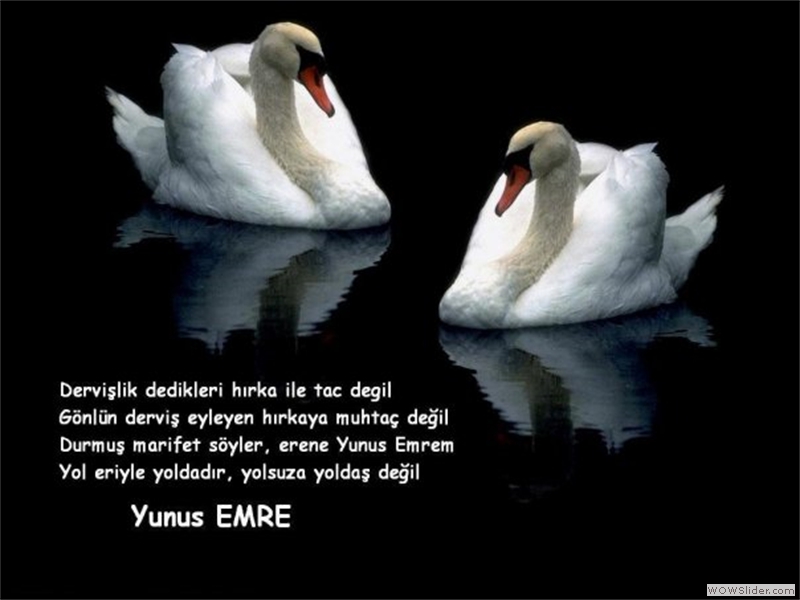 Dervişlik dedikleri hırka ile tac degil
Gönlün derviş eyleyen hırkaya muhtaç değil
Durmuş marifet söyler, erene Yunus Emrem
Yol eriyle yoldadır, yolsuza yoldaş değil
Yunus EMRE
WOWSlider.com